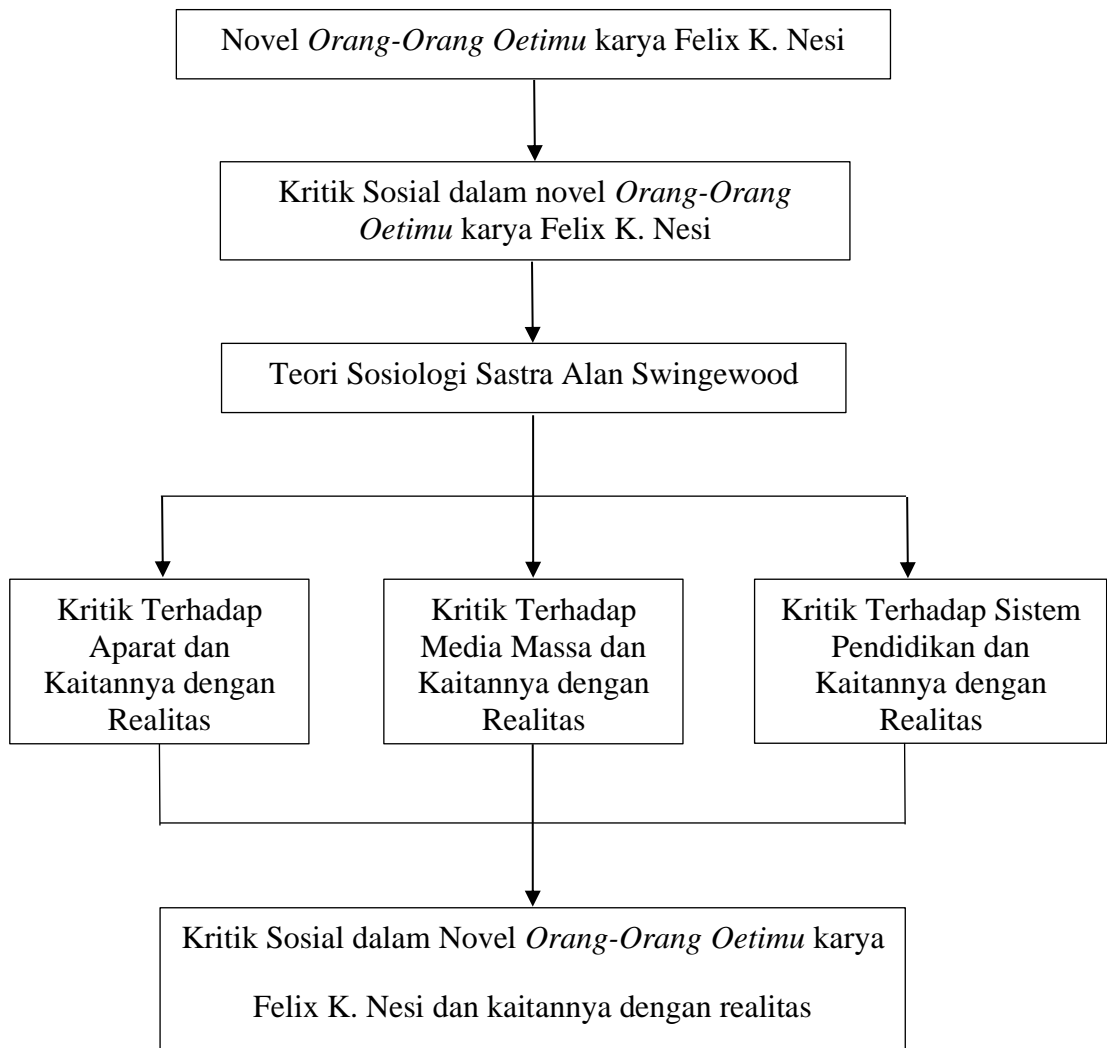 Novel Orang-Orang Oetimu karya Felix K. Nesi
Kritik Sosial dalam novel Orang-Orang
Oetimu karya Felix K. Nesi
Teori Sosiologi Sastra Alan Swingewood
Kritik Terhadap
Aparat dan
Kaitannya dengan
Realitas
Kritik Terhadap
Media Massa dan
Kaitannya dengan
Realitas
Kritik Terhadap Sistem
Pendidikan dan
Kaitannya dengan
Realitas
Kritik Sosial dalam Novel Orang-Orang Oetimu karya
Felix K. Nesi dan kaitannya dengan realitas